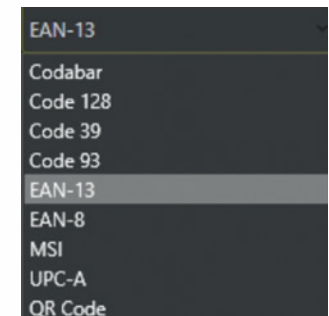 EAN-13
Codabar
Code 128
Code 39
Code 93
EAN-13
EAN-8
MSI
UPC-A
QR Code